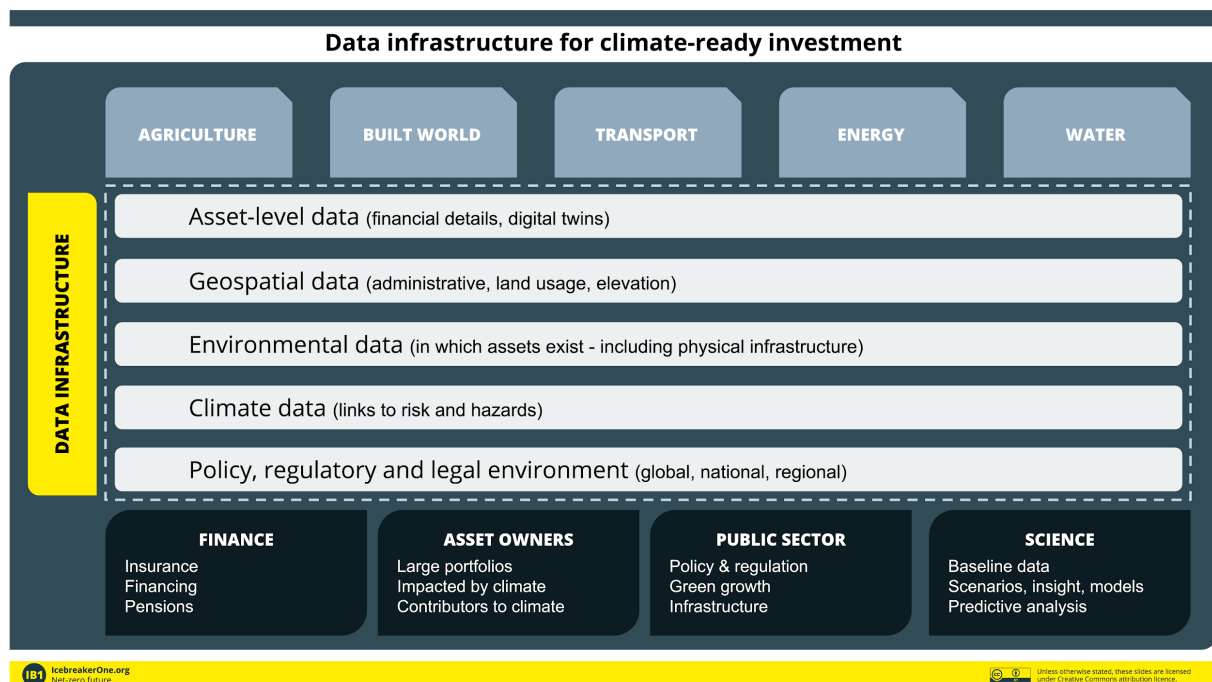 Data infrastructure for climate-ready investment
AGRICULTURE
BUILT WORLD
TRANSPORT
ENERGY
WATER
DATA INFRASTRUCTURE
Asset-level data (financial details, digital twins)
Geospatial data (administrative, land usage, elevation)
Environmental data (in which assets exist - including physical infrastructure)
Climate data (links to risk and hazards)
Policy, regulatory and legal environment (global, national, regional)
FINANCE
Insurance
Financing
Pensions
ASSET OWNERS
Large portfolios
Impacted by climate
Contributors to climate
PUBLIC SECTOR
Policy & regulation
Green growth
Infrastructure
SCIENCE
Baseline data
Scenarios, insight, models
Predictive analysis
IB1
IcebreakerOne.org
Net-zero future
cc
Unless otherwise stated, these slides are licensed
under Creative Commons attribution licence.